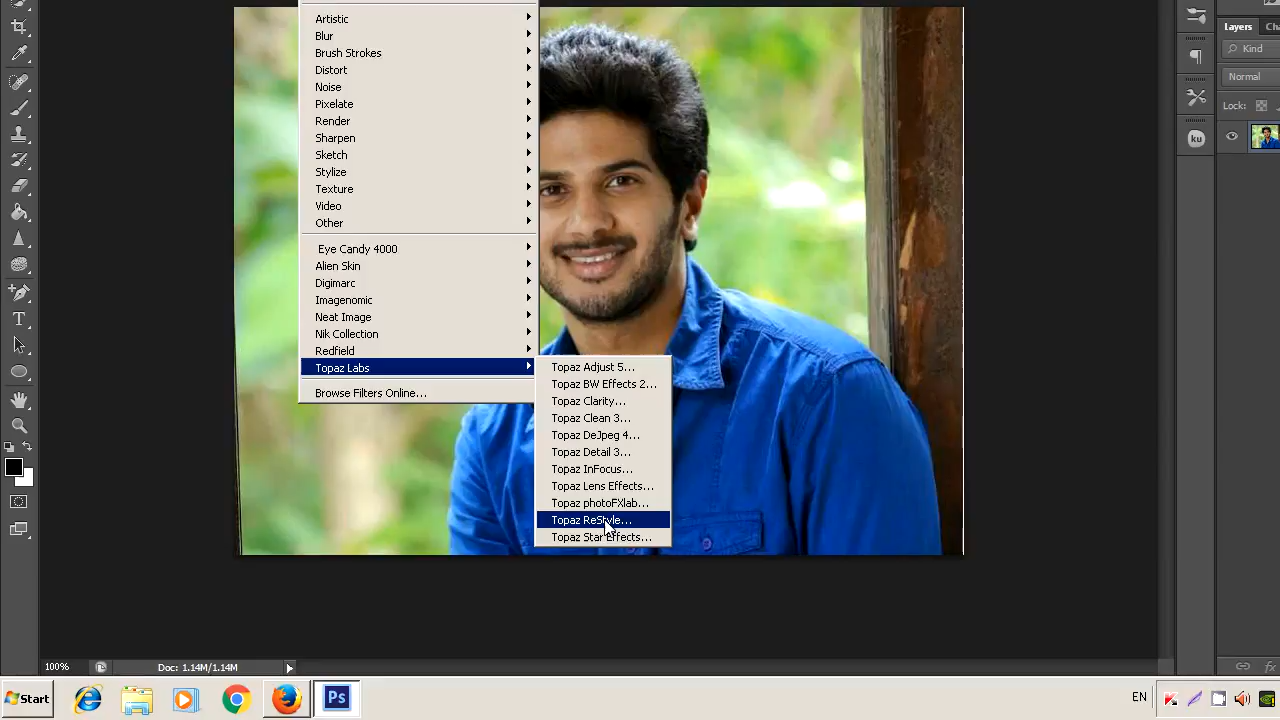 Artistic
Blur
Brush Strokes
Distort
Noise
Pixelate
Render
Sharpen
Sketch
Stylize
Texture
Video
Other
Eye Candy 4000
Alien Skin
Digimarc
Imagenomic
Neat Image
Nik Collection
Redfield
Topaz Labs
Browse Filters Online...
Topaz Adjust 5...
Topaz BW Effects 2...
Topaz Clarity...
Topaz Clean 3...
Topaz DeJpeg 4...
Topaz Detail 3...
Topaz InFocus...
Topaz Lens Effects...
Topaz photoFXlab...
Topaz ReStyle...
Topaz Star Effects...
Layers
Kind
Normal
Lock:
ku
T
fx
100%
Doc: 1.14M/1.14M
Start
Ps
EN